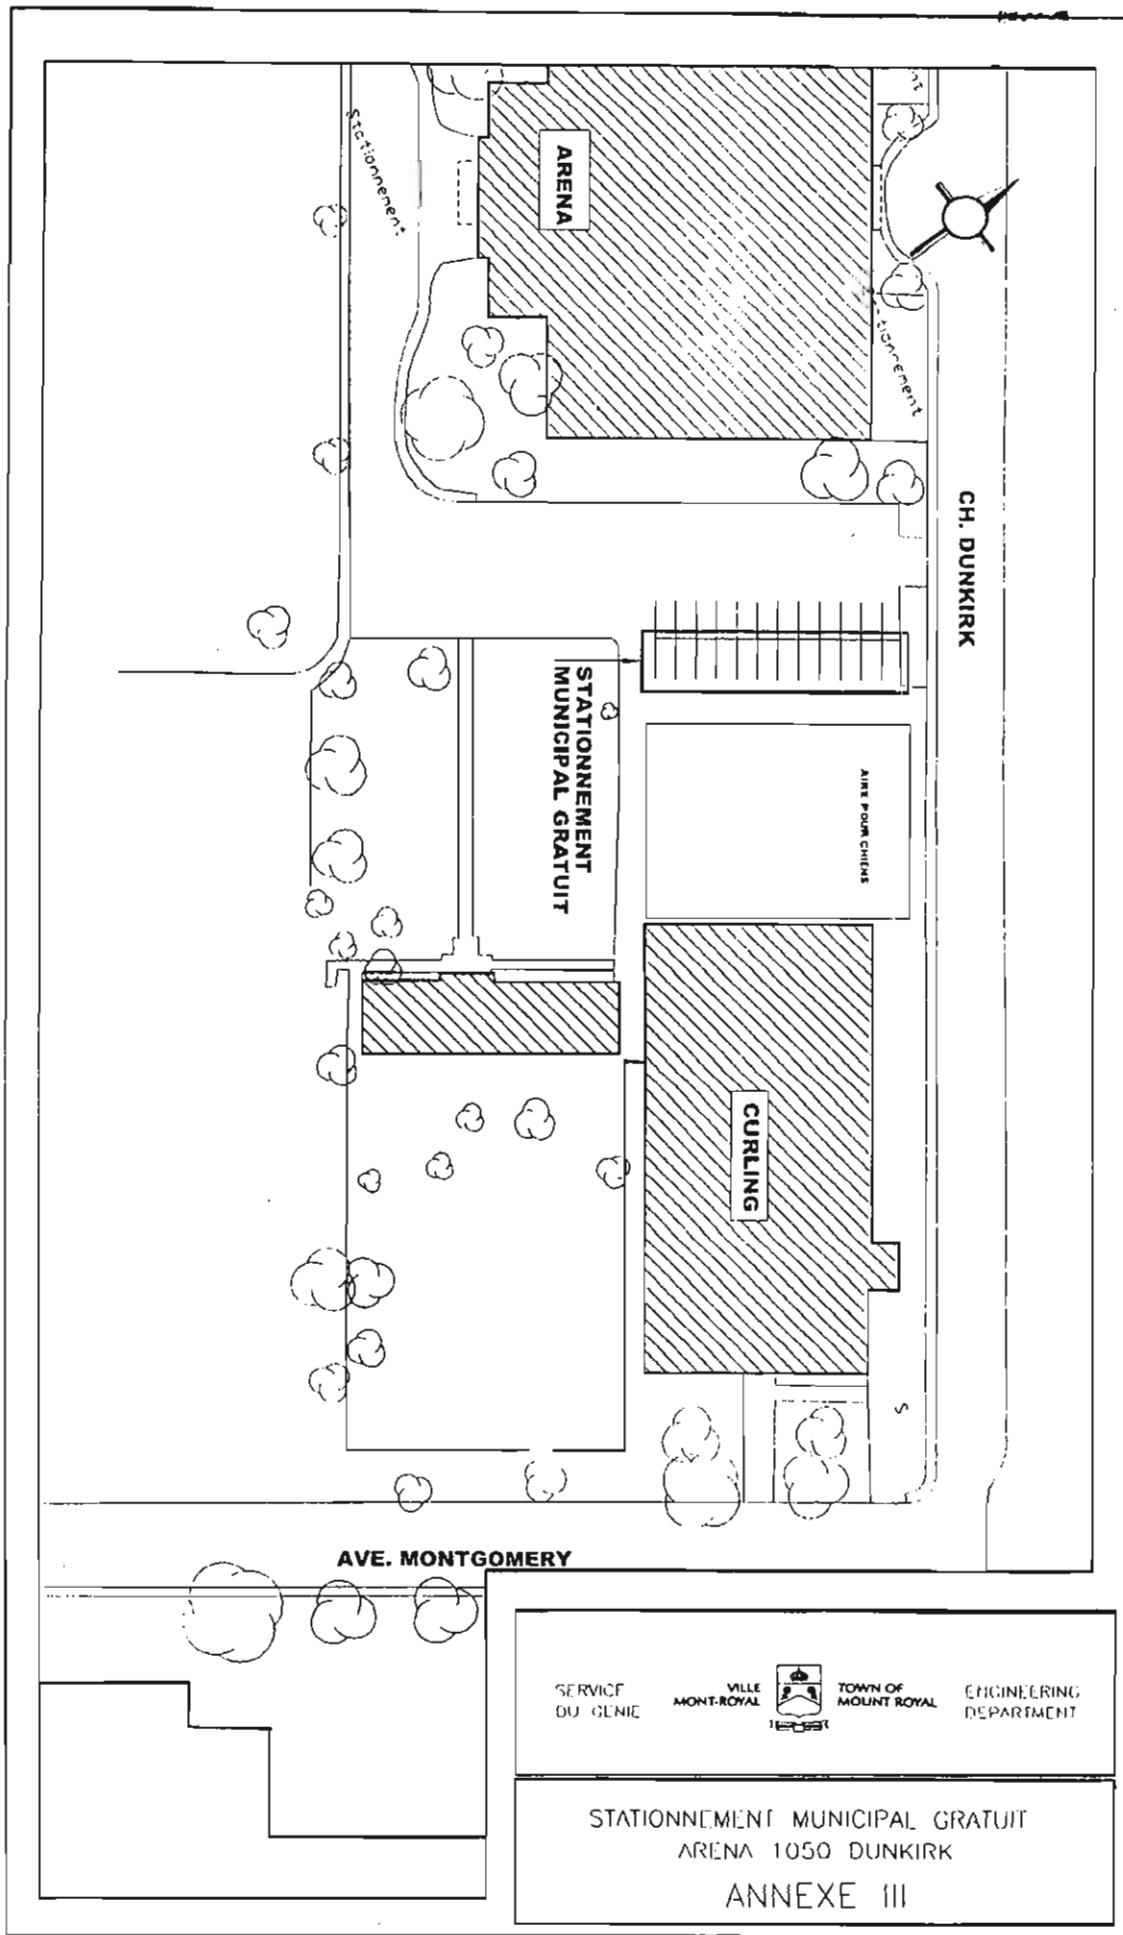 Stationnement
ARENA
CH. DUNKIRK
STATIONNEMENT
MUNICIPAL GRATUIT
AIRE POUR CHIENS
CURLING
AVE. MONTGOMERY
SERVICE
DU GENIE
VILLE
MONT-ROYAL
TOWN OF
MOUNT ROYAL
ENGINEERING
DEPARTMENT
STATIONNEMENT MUNICIPAL GRATUIT
ARENA 1050 DUNKIRK
ANNEXE III